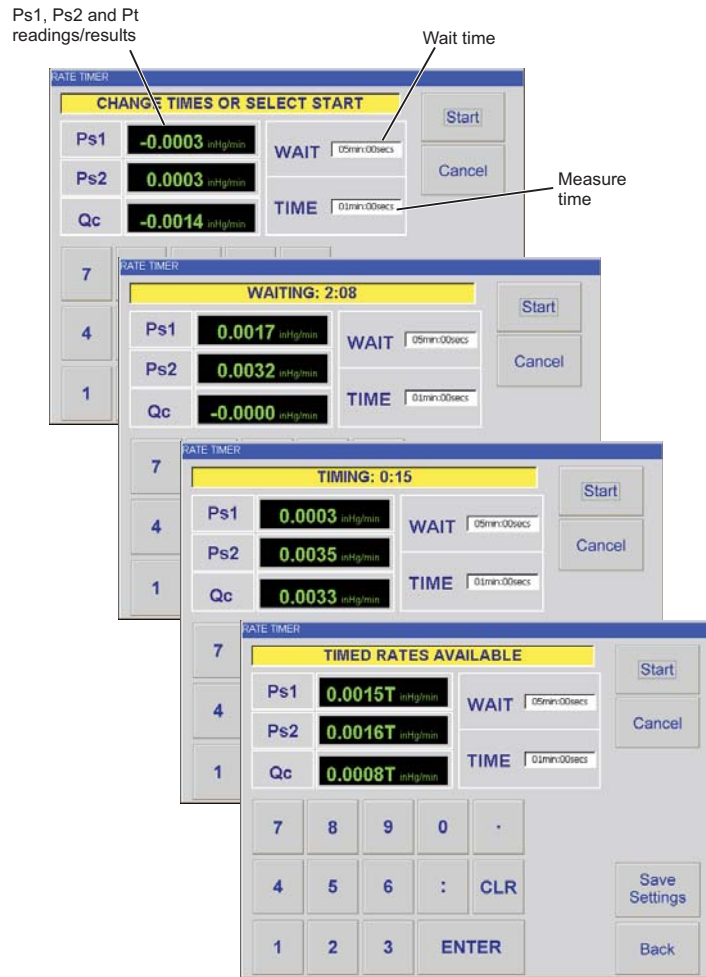 Ps1, Ps2 and Pt
readings/results
Wait time
Measure
time
RATE TIMER
CHANGE TIMES OR SELECT START
Start
Ps1 -0.0003 inHg/min
WAIT 05min:00secs
Cancel
Ps2 0.0003 inHg/min
TIME 01min:00secs
Qc -0.0014 inHg/min
7
4
1
RATE TIMER
WAITING: 2:08
Start
Ps1 0.0017 inHg/min
WAIT 05min:00secs
Cancel
Ps2 0.0032 inHg/min
TIME 01min:00secs
Qc -0.0000 inHg/min
7
4
1
RATE TIMER
TIMING: 0:15
Start
Ps1 0.0003 inHg/min
WAIT 05min:00secs
Cancel
Ps2 0.0035 inHg/min
TIME 01min:00secs
Qc 0.0033 inHg/min
7
4
1
RATE TIMER
TIMED RATES AVAILABLE
Start
Ps1 0.0015T inHg/min
WAIT 05min:00secs
Cancel
Ps2 0.0016T inHg/min
TIME 01min:00secs
Qc 0.0008T inHg/min
7 8 9 0 .
4 5 6 : CLR
Save
Settings
1 2 3 ENTER
Back